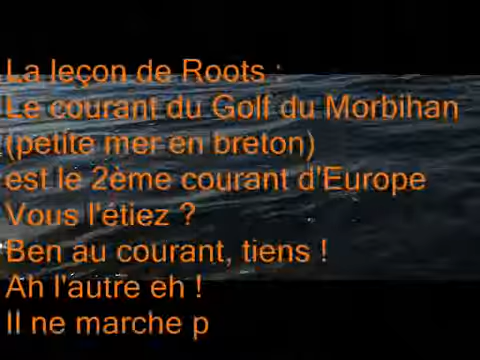 La leçon de Roots :
Le courant du Golf du Morbihan
(petite mer en breton)
est le 2ème courant d'Europe
Vous l'étiez ?
Ben au courant, tiens !
Ah l'autre eh !
Il ne marche p